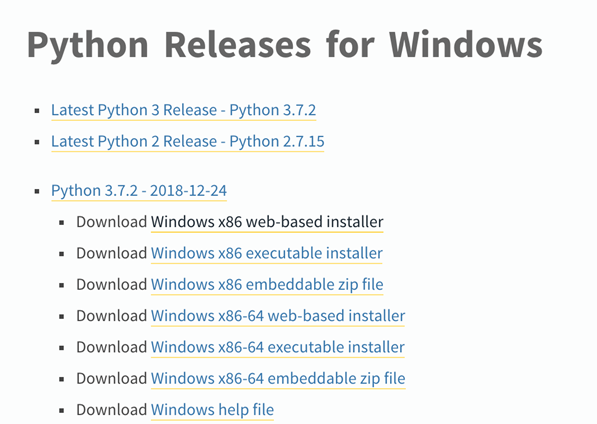 Python Releases for Windows
Latest Python 3 Release - Python 3.7.2
Latest Python 2 Release - Python 2.7.15
Python 3.7.2 - 2018-12-24
Download Windows x86 web-based installer
Download Windows x86 executable installer
Download Windows x86 embeddable zip file
Download Windows x86-64 web-based installer
Download Windows x86-64 executable installer
Download Windows x86-64 embeddable zip file
Download Windows help file